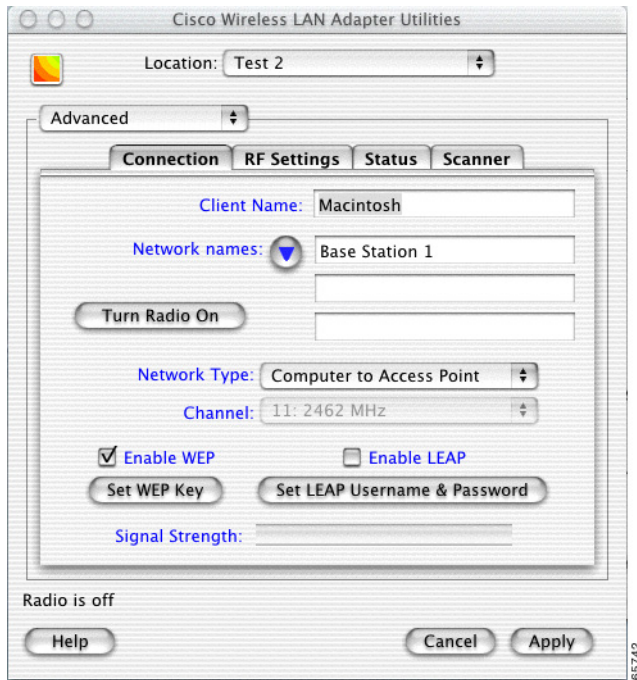 Cisco Wireless LAN Adapter Utilities
Location: Test 2
Advanced
Connection RF Settings Status Scanner
Client Name: Macintosh
Network names: Base Station 1
Turn Radio On
Network Type: Computer to Access Point
Channel: 11: 2462 MHz
Enable WEP Enable LEAP
Set WEP Key Set LEAP Username & Password
Signal Strength:
Radio is off
Help Cancel Apply
65743